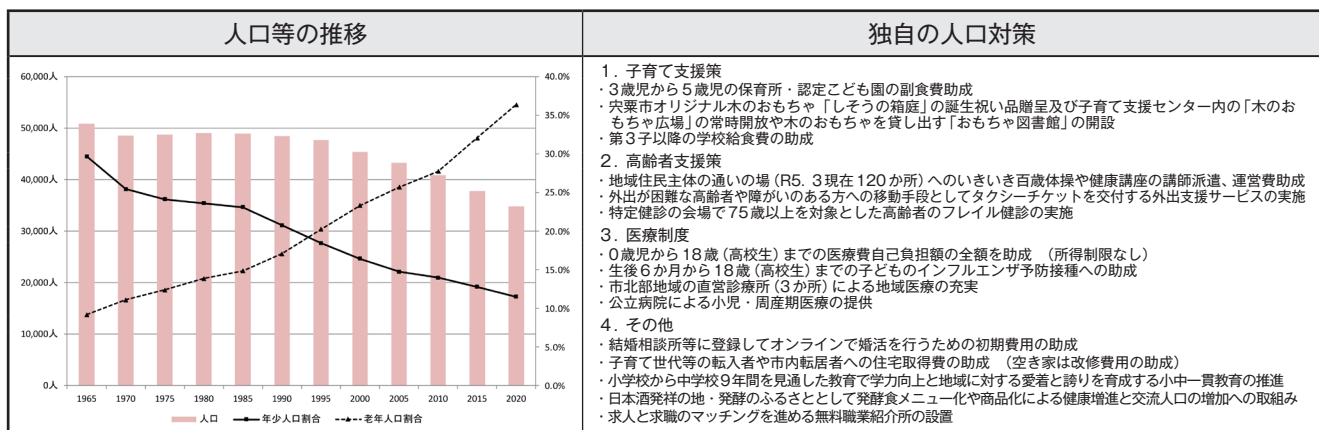 人口等の推移
独自の人口対策
60,000人
50,000人
40,000人
30,000人
20,000人
10,000人
0人
40.0%
35.0%
30.0%
25.0%
20.0%
15.0%
10.0%
5.0%
0.0%
1965 1970 1975 1980 1985 1990 1995 2000 2005 2010 2015 2020
人口 年少人口割合 老年人口割合
1．子育て支援策
・3歳児から5歳児の保育所・認定こども園の副食費助成
・宍粟市オリジナル木のおもちゃ「しそうの箱庭」の誕生祝い品贈呈及び子育て支援センター内の「木のお
もちゃ広場」の常時開放や木のおもちゃを貸し出す「おもちゃ図書館」の開設
・第3子以降の学校給食費の助成
2．高齢者支援策
・地域住民主体の通いの場（R5．3現在120か所）へのいきいき百歳体操や健康講座の講師派遣、運営費助成
・外出が困難な高齢者や障がいのある方への移動手段としてタクシーチケットを交付する外出支援サービスの実施
・特定健診の会場で75歳以上を対象とした高齢者のフレイル健診の実施
3．医療制度
・0歳児から18歳（高校生）までの医療費自己負担額の全額を助成　（所得制限なし）
・生後6か月から18歳（高校生）までの子どものインフルエンザ予防接種への助成
・市北部地域の直営診療所（3か所）による地域医療の充実
・公立病院による小児・周産期医療の提供
4．その他
・結婚相談所等に登録してオンラインで婚活を行うための初期費用の助成
・子育て世代等の転入者や市内転居者への住宅取得費の助成　（空き家は改修費用の助成）
・小学校から中学校9年間を見通した教育で学力向上と地域に対する愛着と誇りを育成する小中一貫教育の推進
・日本酒発祥の地・発酵のふるさととして発酵食メニュー化や商品化による健康増進と交流人口の増加への取組み
・求人と求職のマッチングを進める無料職業紹介所の設置